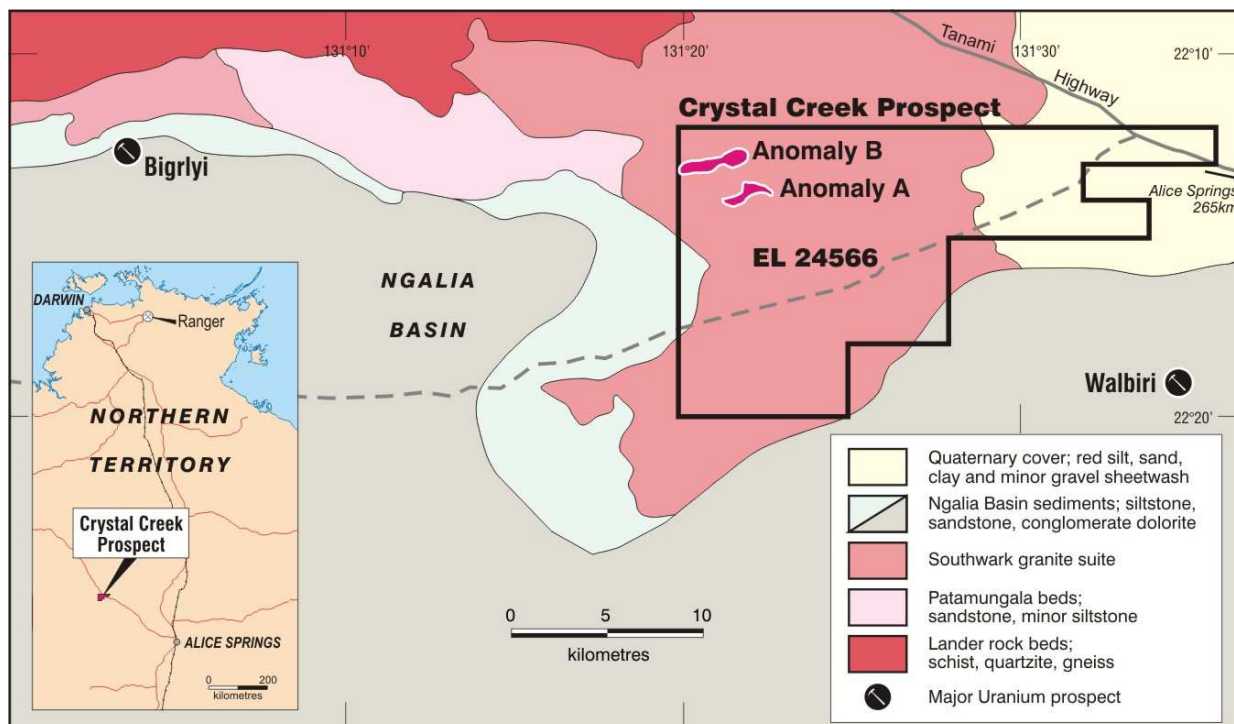 131°10'
131°20'
131°30'
22°10'
Tanami
Highway
Crystal Creek Prospect
Anomaly B
Anomaly A
Bigrlyi
Alice Springs
265km
EL 24566
NGALIA
BASIN
Walbiri
22°20'
DARWIN
Ranger
NORTHERN
TERRITORY
Crystal Creek
Prospect
ALICE SPRINGS
0 200
kilometres
0 5 10
kilometres
Quaternary cover; red silt, sand,
clay and minor gravel sheetwash
Ngalia Basin sediments; siltstone,
sandstone, conglomerate dolorite
Southwark granite suite
Patamungala beds;
sandstone, minor siltstone
Lander rock beds;
schist, quartzite, gneiss
Major Uranium prospect